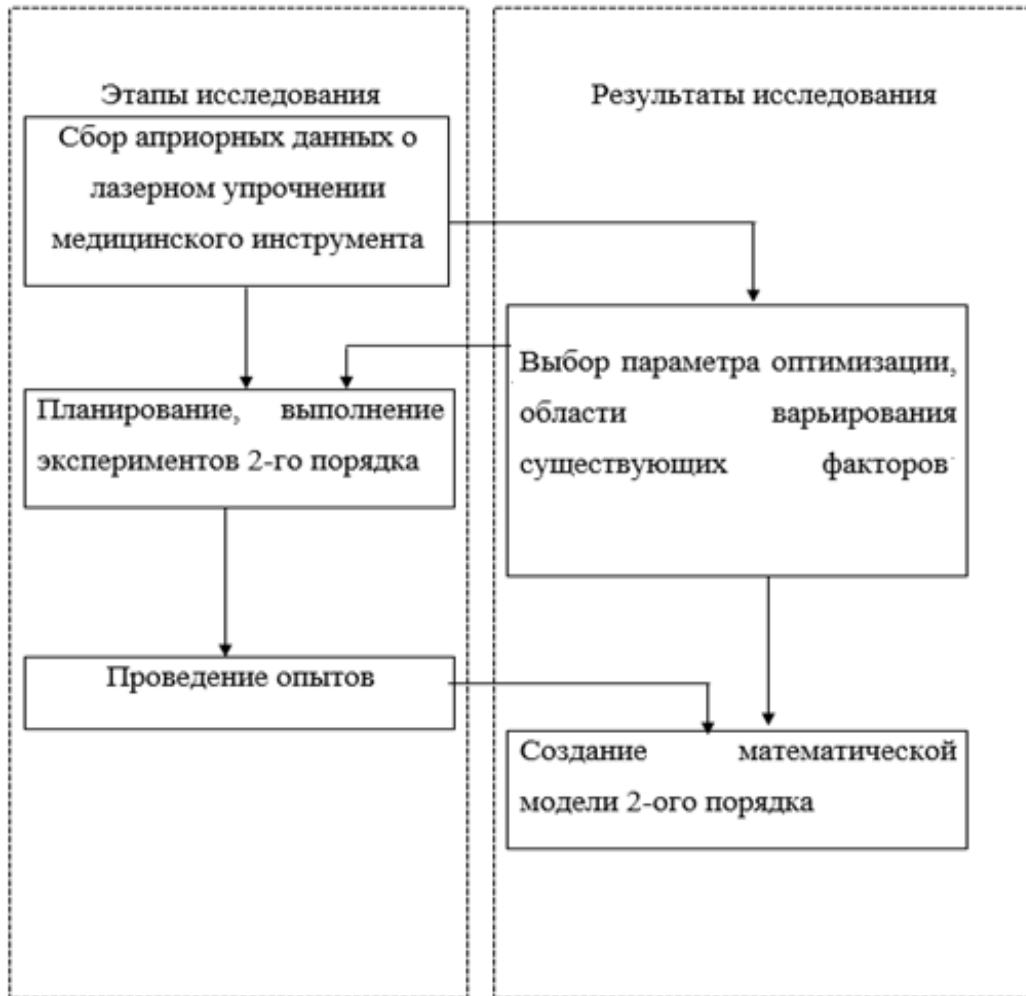 Этапы исследования
Сбор априорных данных о
лазерном упрочнении
медицинского инструмента
Планирование, выполнение
экспериментов 2-го порядка
Проведение опытов
Результаты исследования
Выбор параметра оптимизации,
области варьирования
существующих факторов
Создание математической
модели 2-ого порядка